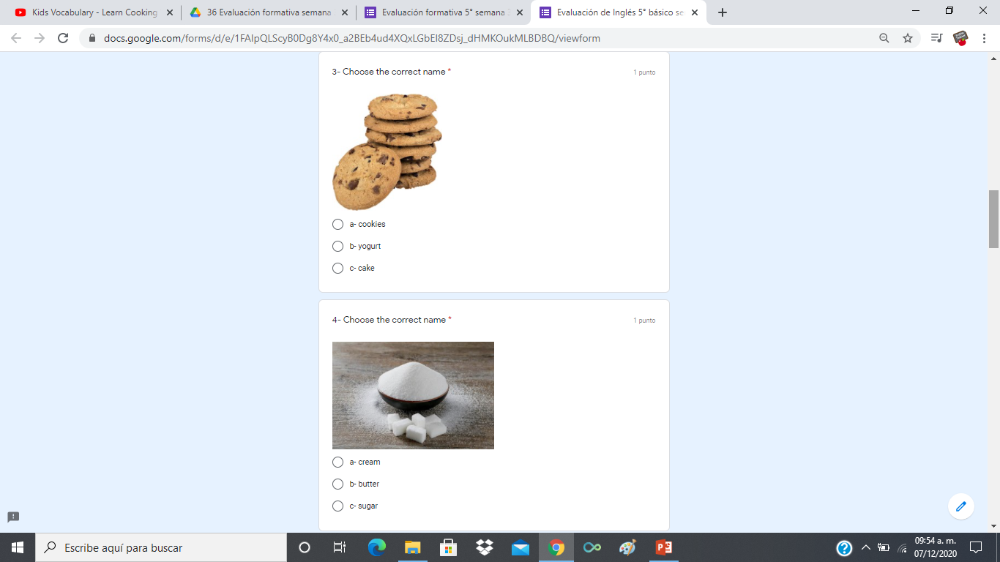 Kids Vocabulary - Learn Cooking
36 Evaluación formativa semana
Evaluación formativa 5° semana
Evaluación de Inglés 5° básico se
docs.google.com/forms/d/e/1FAIpQLScyB0Dg8Y4x0_a2BEb4ud4XQxLGbEl8ZDsj_dHMKOukMLBDBQ/viewform
3- Choose the correct name *
1 punto
a- cookies
b- yogurt
c- cake
4- Choose the correct name *
1 punto
a- cream
b- butter
c- sugar
Escribe aquí para buscar
09:54 a. m.
07/12/2020